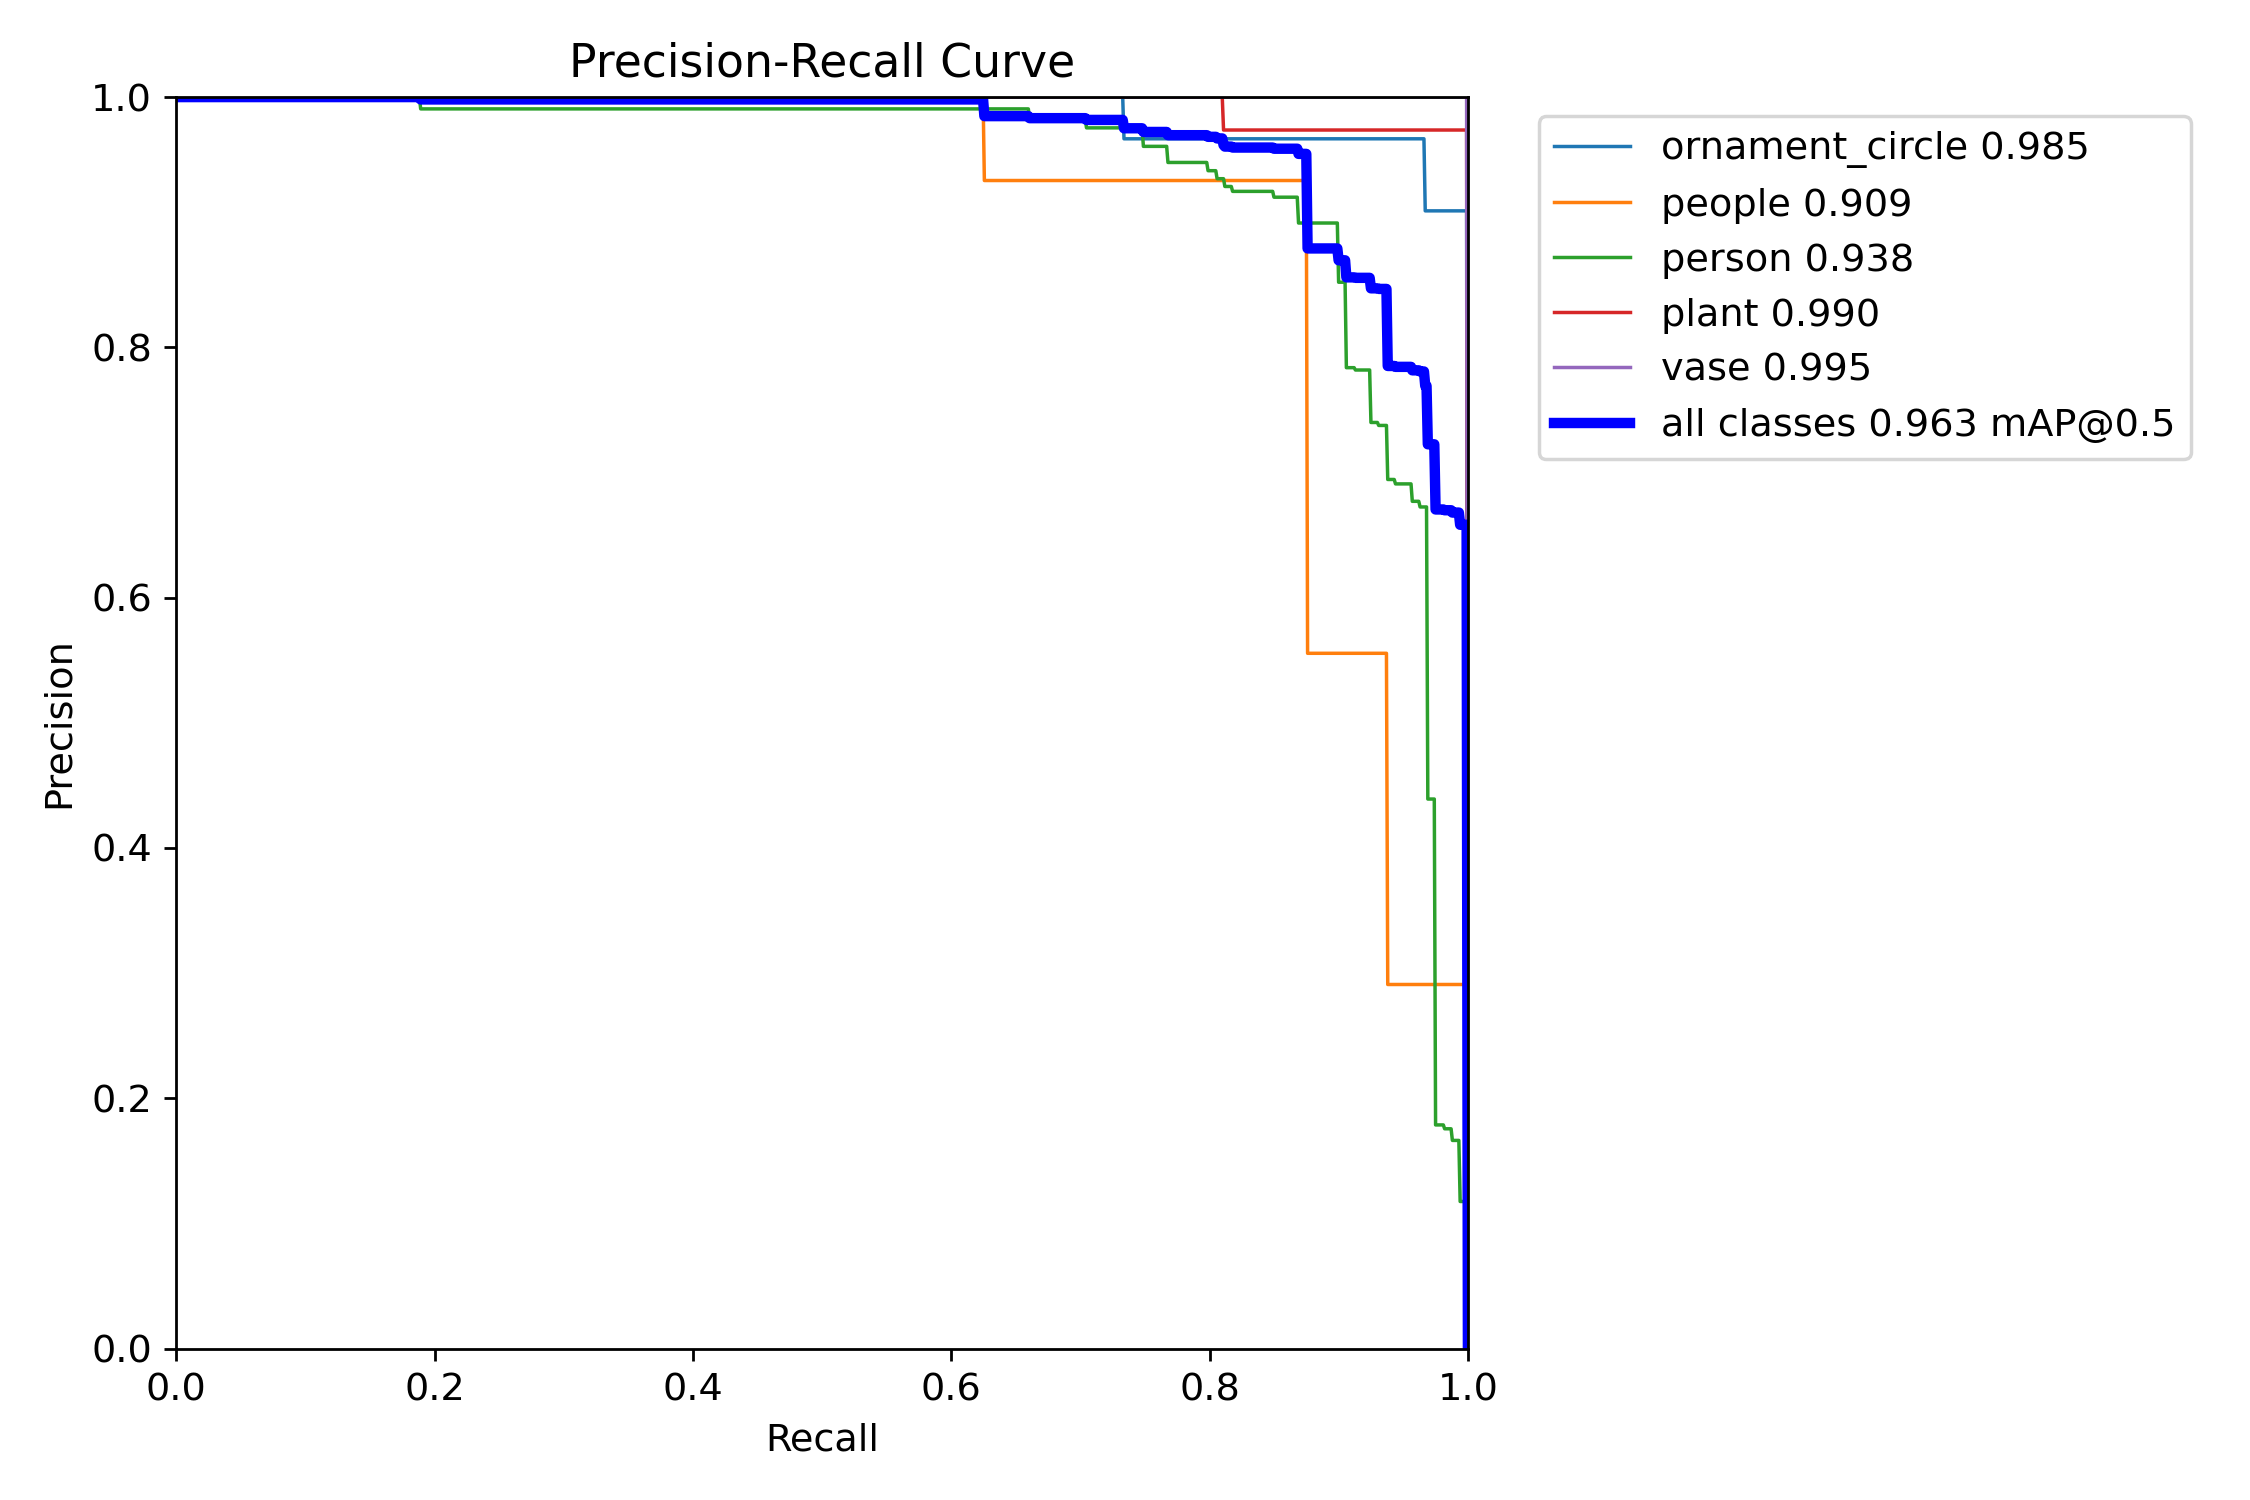 Precision-Recall Curve
1.0
0.8
0.6
0.4
0.2
0.0
Precision
0.0 0.2 0.4 0.6 0.8 1.0
Recall
ornament_circle 0.985
people 0.909
person 0.938
plant 0.990
vase 0.995
all classes 0.963 mAP@0.5